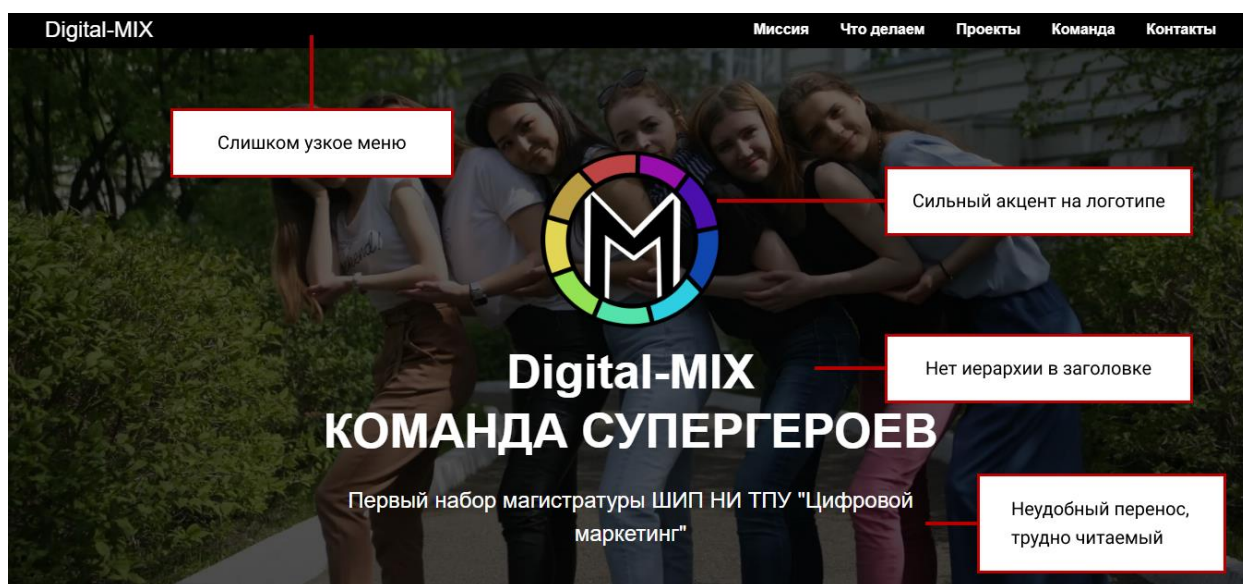 Digital-MIX
Миссия Что делаем Проекты Команда Контакты
Слишком узкое меню
Сильный акцент на логотипе
M
Нет иерархии в заголовке
Digital-MIX
КОМАНДА СУПЕРГЕРОЕВ
Первый набор магистратуры ШИП НИ ТПУ "Цифровой
маркетинг"
Неудобный перенос,
трудно читаемый